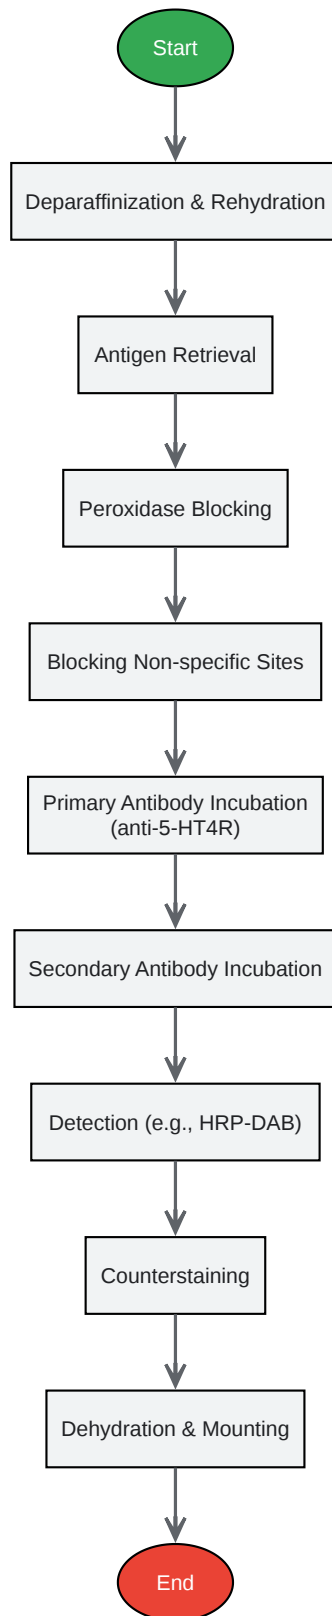 Start
Deparaffinization & Rehydration
Antigen Retrieval
Peroxidase Blocking
Blocking Non-specific Sites
Primary Antibody Incubation
(anti-5-HT4R)
Secondary Antibody Incubation
Detection (e.g., HRP-DAB)
Counterstaining
Dehydration & Mounting
End